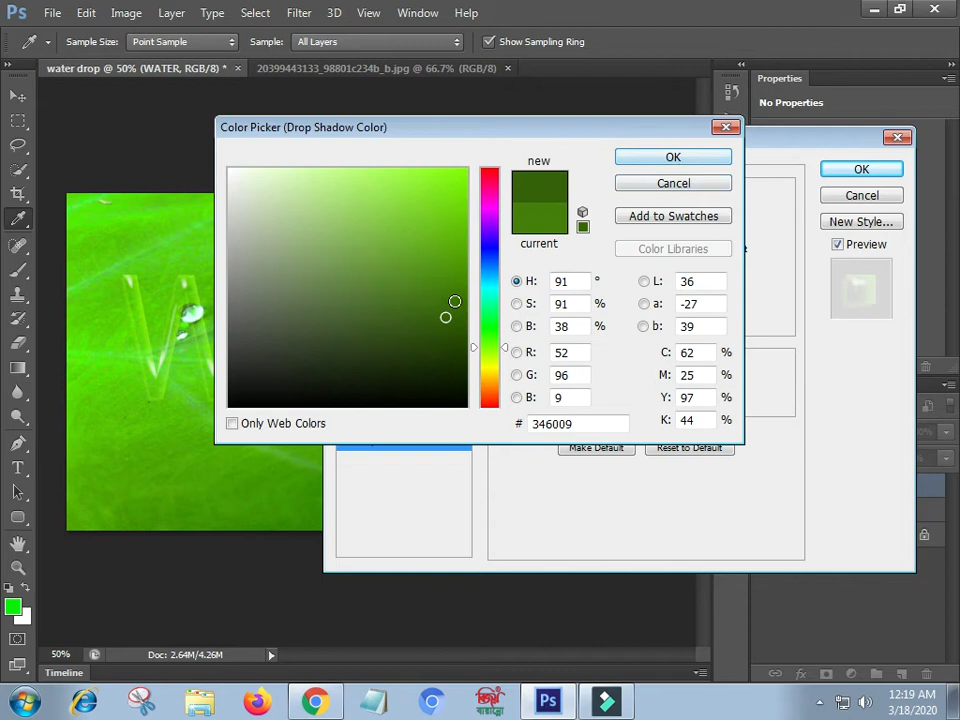 Ps File Edit Image Layer Type Select Filter 3D View Window Help
Sample Size: Point Sample Sample: All Layers Show Sampling Ring
water drop @ 50% (WATER, RGB/8) * × 20399443133_98801c234b_b.jpg @ 66.7% (RGB/8) ×
Properties
No Properties
Color Picker (Drop Shadow Color)
new
current
OK
Cancel
Add to Swatches
Color Libraries
H: 91 °
S: 91 %
B: 38 %
R: 52
G: 96
B: 9
L: 36
a: -27
b: 39
C: 62 %
M: 25 %
Y: 97 %
K: 44 %
# 346009
Only Web Colors
OK
Cancel
New Style...
Preview
Make Default Reset to Default
W
50% Doc: 2.64M/4.26M
Timeline
Ps
12:19 AM
3/18/2020